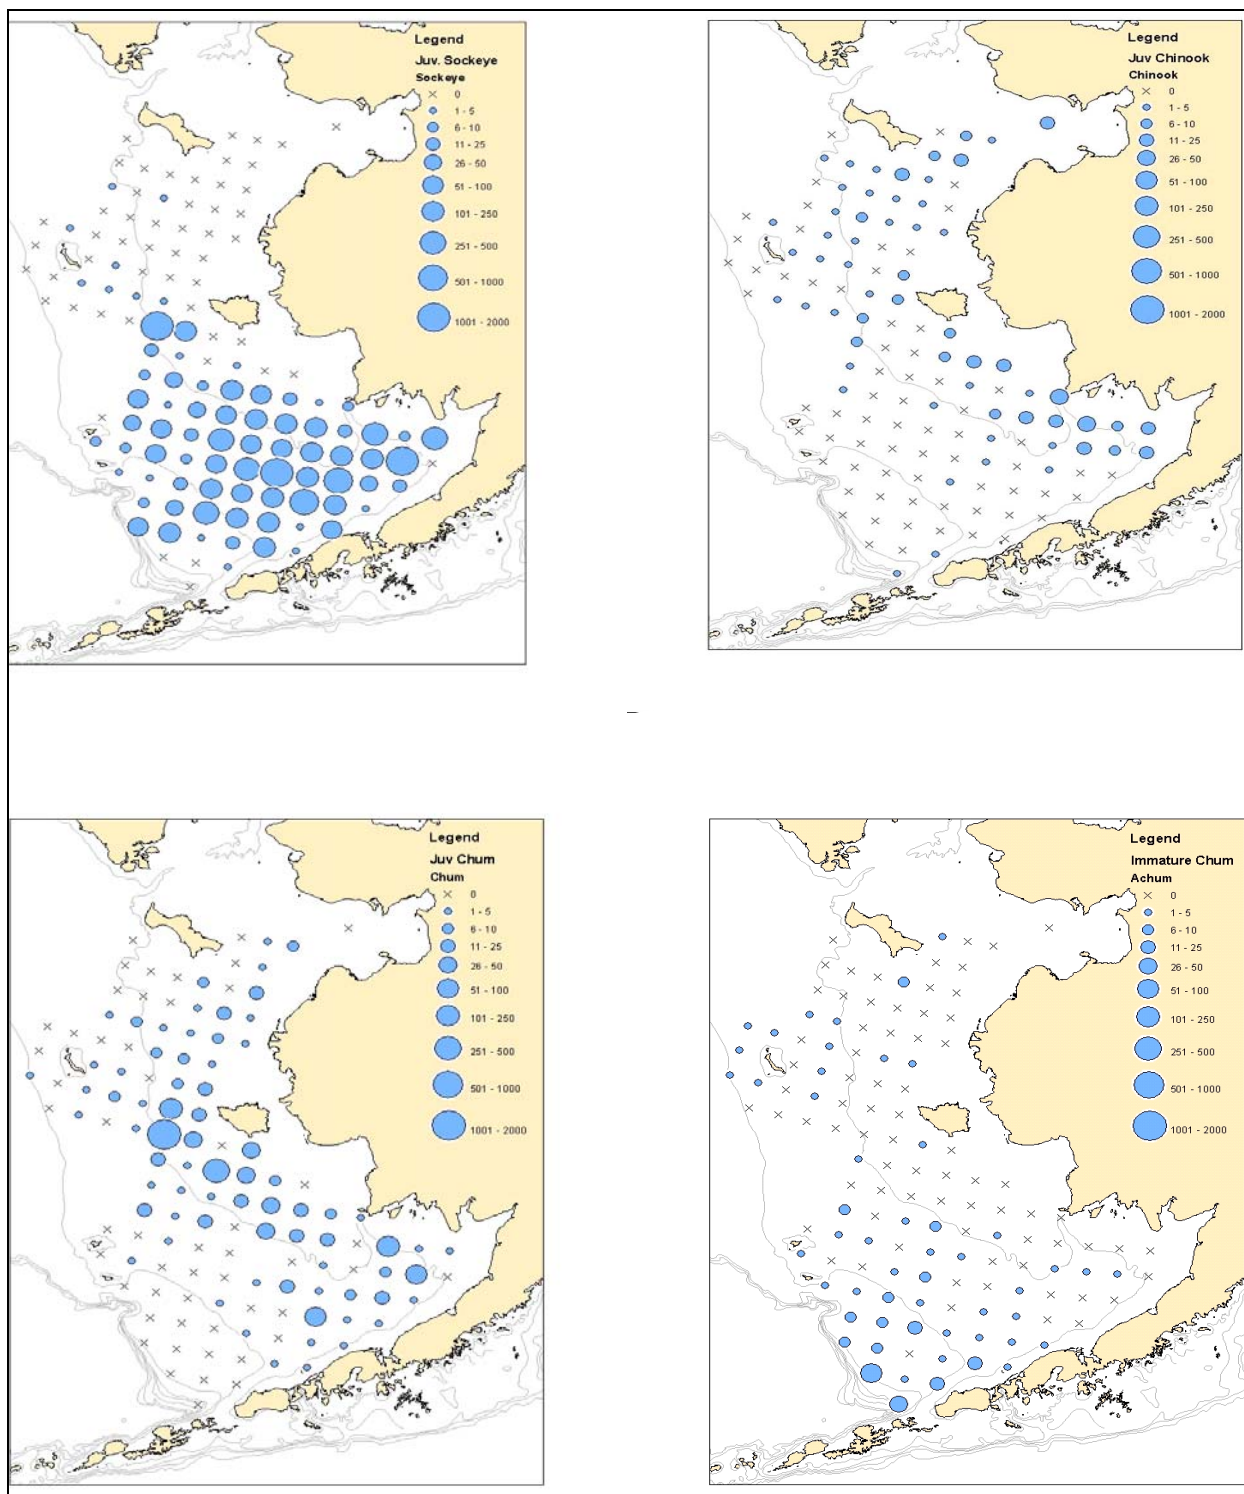 Legend
Juv. Sockeye
Sockeye
0
1 - 5
6 - 10
11 - 25
26 - 50
51 - 100
101 - 250
251 - 500
501 - 1000
1001 - 2000
Legend
Juv Chinook
Chinook
0
1 - 5
6 - 10
11 - 25
26 - 50
51 - 100
101 - 250
251 - 500
501 - 1000
1001 - 2000
Legend
Juv Chum
Chum
0
1 - 5
6 - 10
11 - 25
26 - 50
51 - 100
101 - 250
251 - 500
501 - 1000
1001 - 2000
Legend
Immature Chum
Achum
0
1 - 5
6 - 10
11 - 25
26 - 50
51 - 100
101 - 250
251 - 500
501 - 1000
1001 - 2000